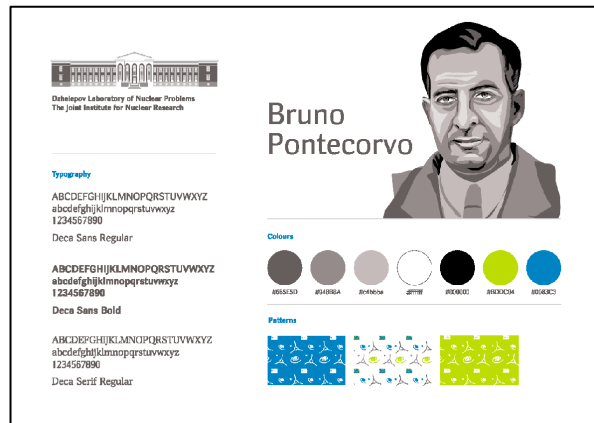 Dzhelepov Laboratory of Nuclear Problems
The Joint Institute for Nuclear Research
Bruno
Pontecorvo
Typography
ABCDEFGHIJKLMNOPQRSTUVWXYZ
abcdefghijklmnopqrstuvwxyz
1234567890
Deca Sans Regular
ABCDEFGHIJKLMNOPQRSTUVWXYZ
abcdefghijklmnopqrstuvwxyz
1234567890
Deca Sans Bold
ABCDEFGHIJKLMNOPQRSTUVWXYZ
abcdefghijklmnopqrstuvwxyz
1234567890
Deca Serif Regular
Colours
#ffffff
#000000
#0083C3
Patterns